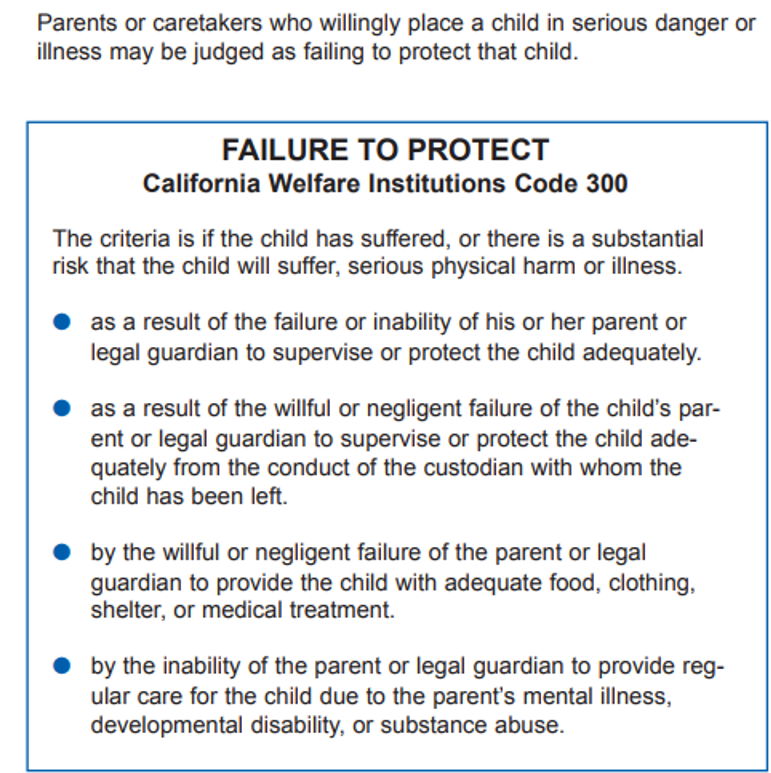 Parents or caretakers who willingly place a child in serious danger or
illness may be judged as failing to protect that child.
FAILURE TO PROTECT
California Welfare Institutions Code 300
The criteria is if the child has suffered, or there is a substantial
risk that the child will suffer, serious physical harm or illness.
● as a result of the failure or inability of his or her parent or
legal guardian to supervise or protect the child adequately.
● as a result of the willful or negligent failure of the child's par-
ent or legal guardian to supervise or protect the child ade-
quately from the conduct of the custodian with whom the
child has been left.
● by the willful or negligent failure of the parent or legal
guardian to provide the child with adequate food, clothing,
shelter, or medical treatment.
● by the inability of the parent or legal guardian to provide reg-
ular care for the child due to the parent's mental illness,
developmental disability, or substance abuse.